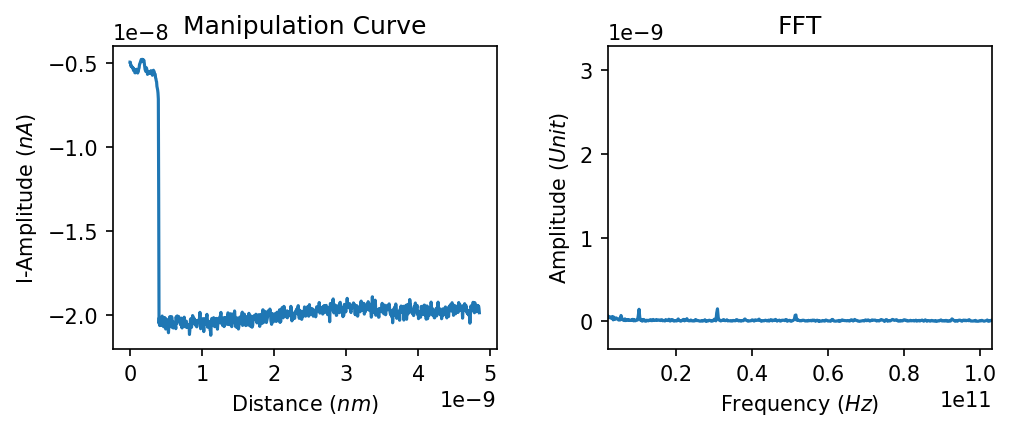 Manipulation Curve
1e−8
−0.5
−1.0
−1.5
−2.0
I-Amplitude (nA)
0 1 2 3 4 5
1e−9
Distance (nm)
FFT
1e−9
3
2
1
0
Amplitude (Unit)
0.2 0.4 0.6 0.8 1.0
1e11
Frequency (Hz)